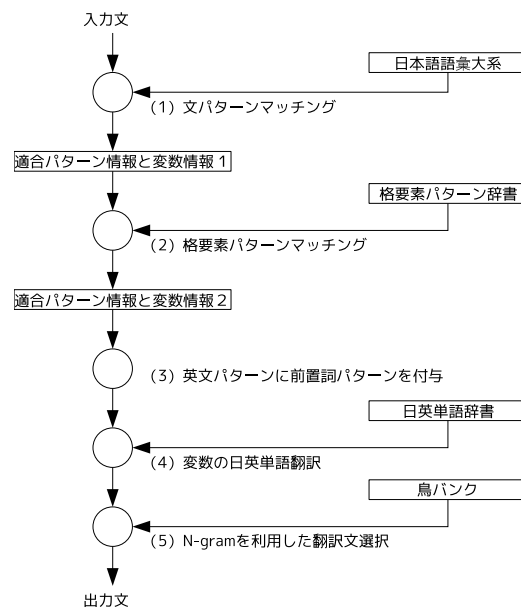 入力文
日本語語彙大系
(1) 文パターンマッチング
適合パターン情報と変数情報1
格要素パターン辞書
(2) 格要素パターンマッチング
適合パターン情報と変数情報2
(3) 英文パターンに前置詞パターンを付与
日英単語辞書
(4) 変数の日英単語翻訳
鳥バンク
(5) N-gramを利用した翻訳文選択
出力文